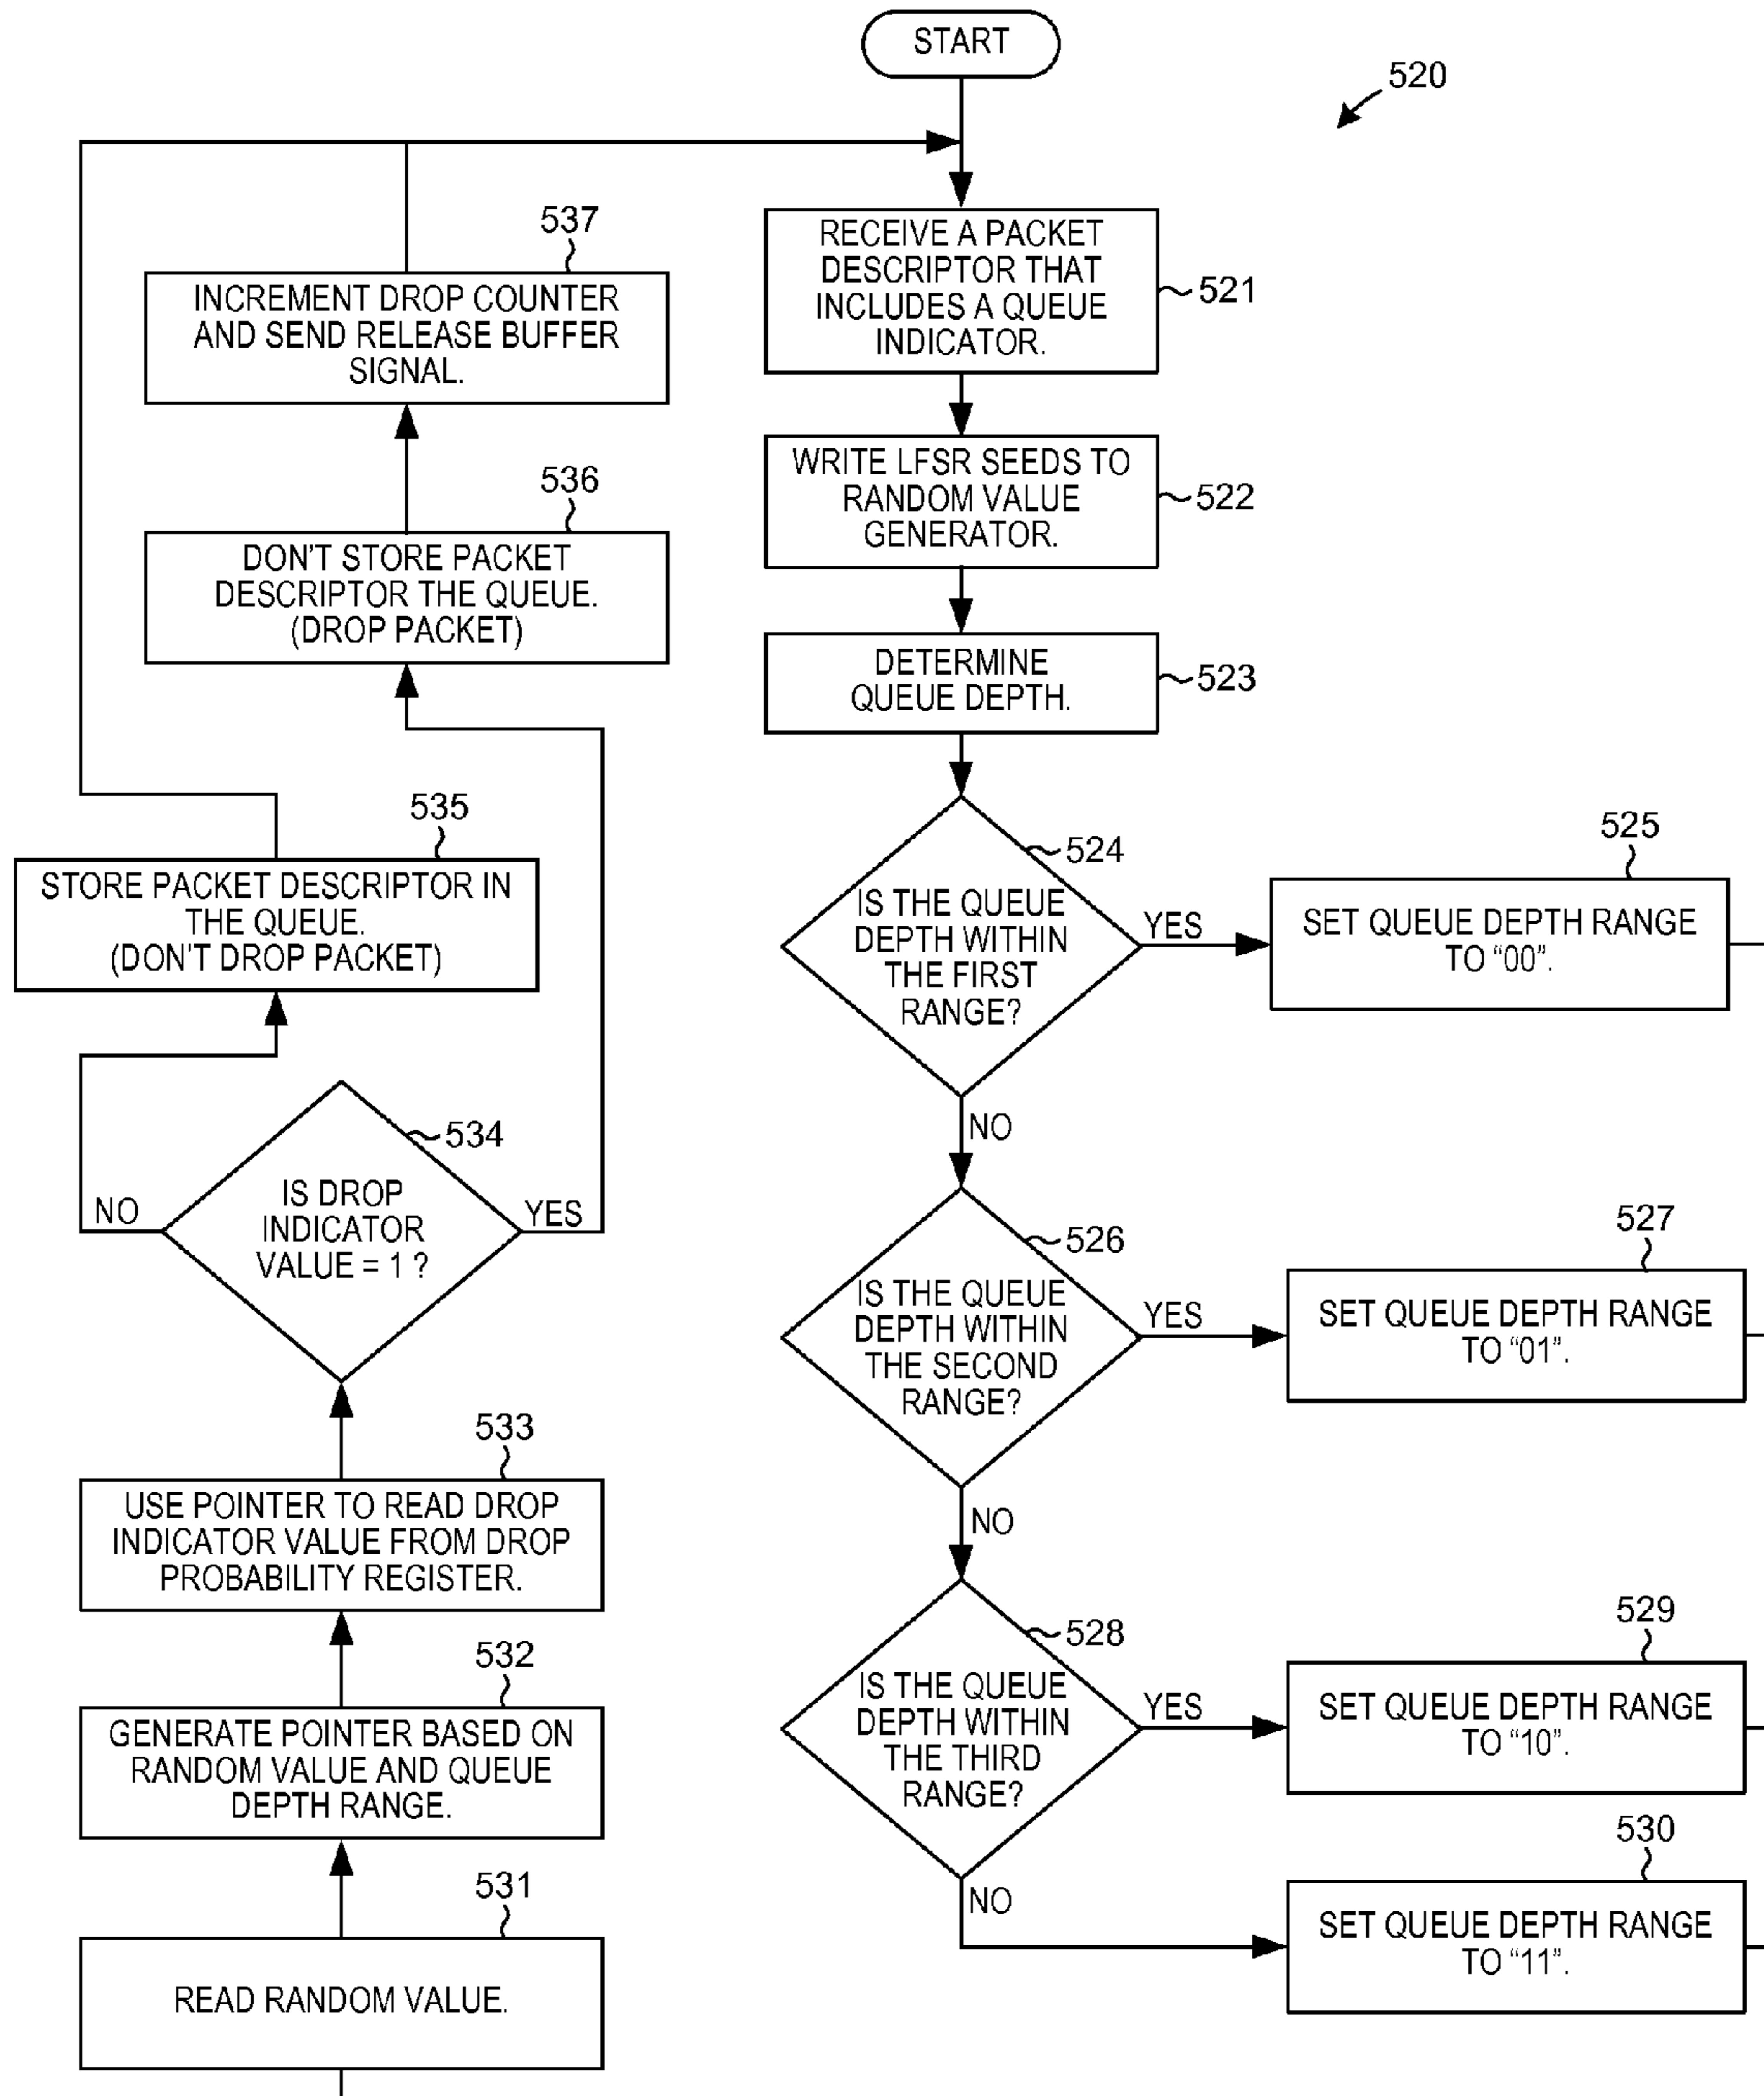 START
520
RECEIVE A PACKET
DESCRIPTOR THAT
INCLUDES A QUEUE
INDICATOR.
521
WRITE LFSR SEEDS TO
RANDOM VALUE
GENERATOR.
522
DETERMINE
QUEUE DEPTH.
523
524
IS THE QUEUE
DEPTH WITHIN
THE FIRST
RANGE?
YES
NO
525
SET QUEUE DEPTH RANGE
TO “00”.
526
IS THE QUEUE
DEPTH WITHIN
THE SECOND
RANGE?
YES
NO
527
SET QUEUE DEPTH RANGE
TO “01”.
528
IS THE QUEUE
DEPTH WITHIN
THE THIRD
RANGE?
YES
NO
529
SET QUEUE DEPTH RANGE
TO “10”.
530
SET QUEUE DEPTH RANGE
TO “11”.
531
READ RANDOM VALUE.
532
GENERATE POINTER BASED ON
RANDOM VALUE AND QUEUE
DEPTH RANGE.
533
USE POINTER TO READ DROP
INDICATOR VALUE FROM DROP
PROBABILITY REGISTER.
534
IS DROP
INDICATOR
VALUE = 1 ?
NO
YES
535
STORE PACKET DESCRIPTOR IN
THE QUEUE.
(DON'T DROP PACKET)
536
DON'T STORE PACKET
DESCRIPTOR THE QUEUE.
(DROP PACKET)
537
INCREMENT DROP COUNTER
AND SEND RELEASE BUFFER
SIGNAL.